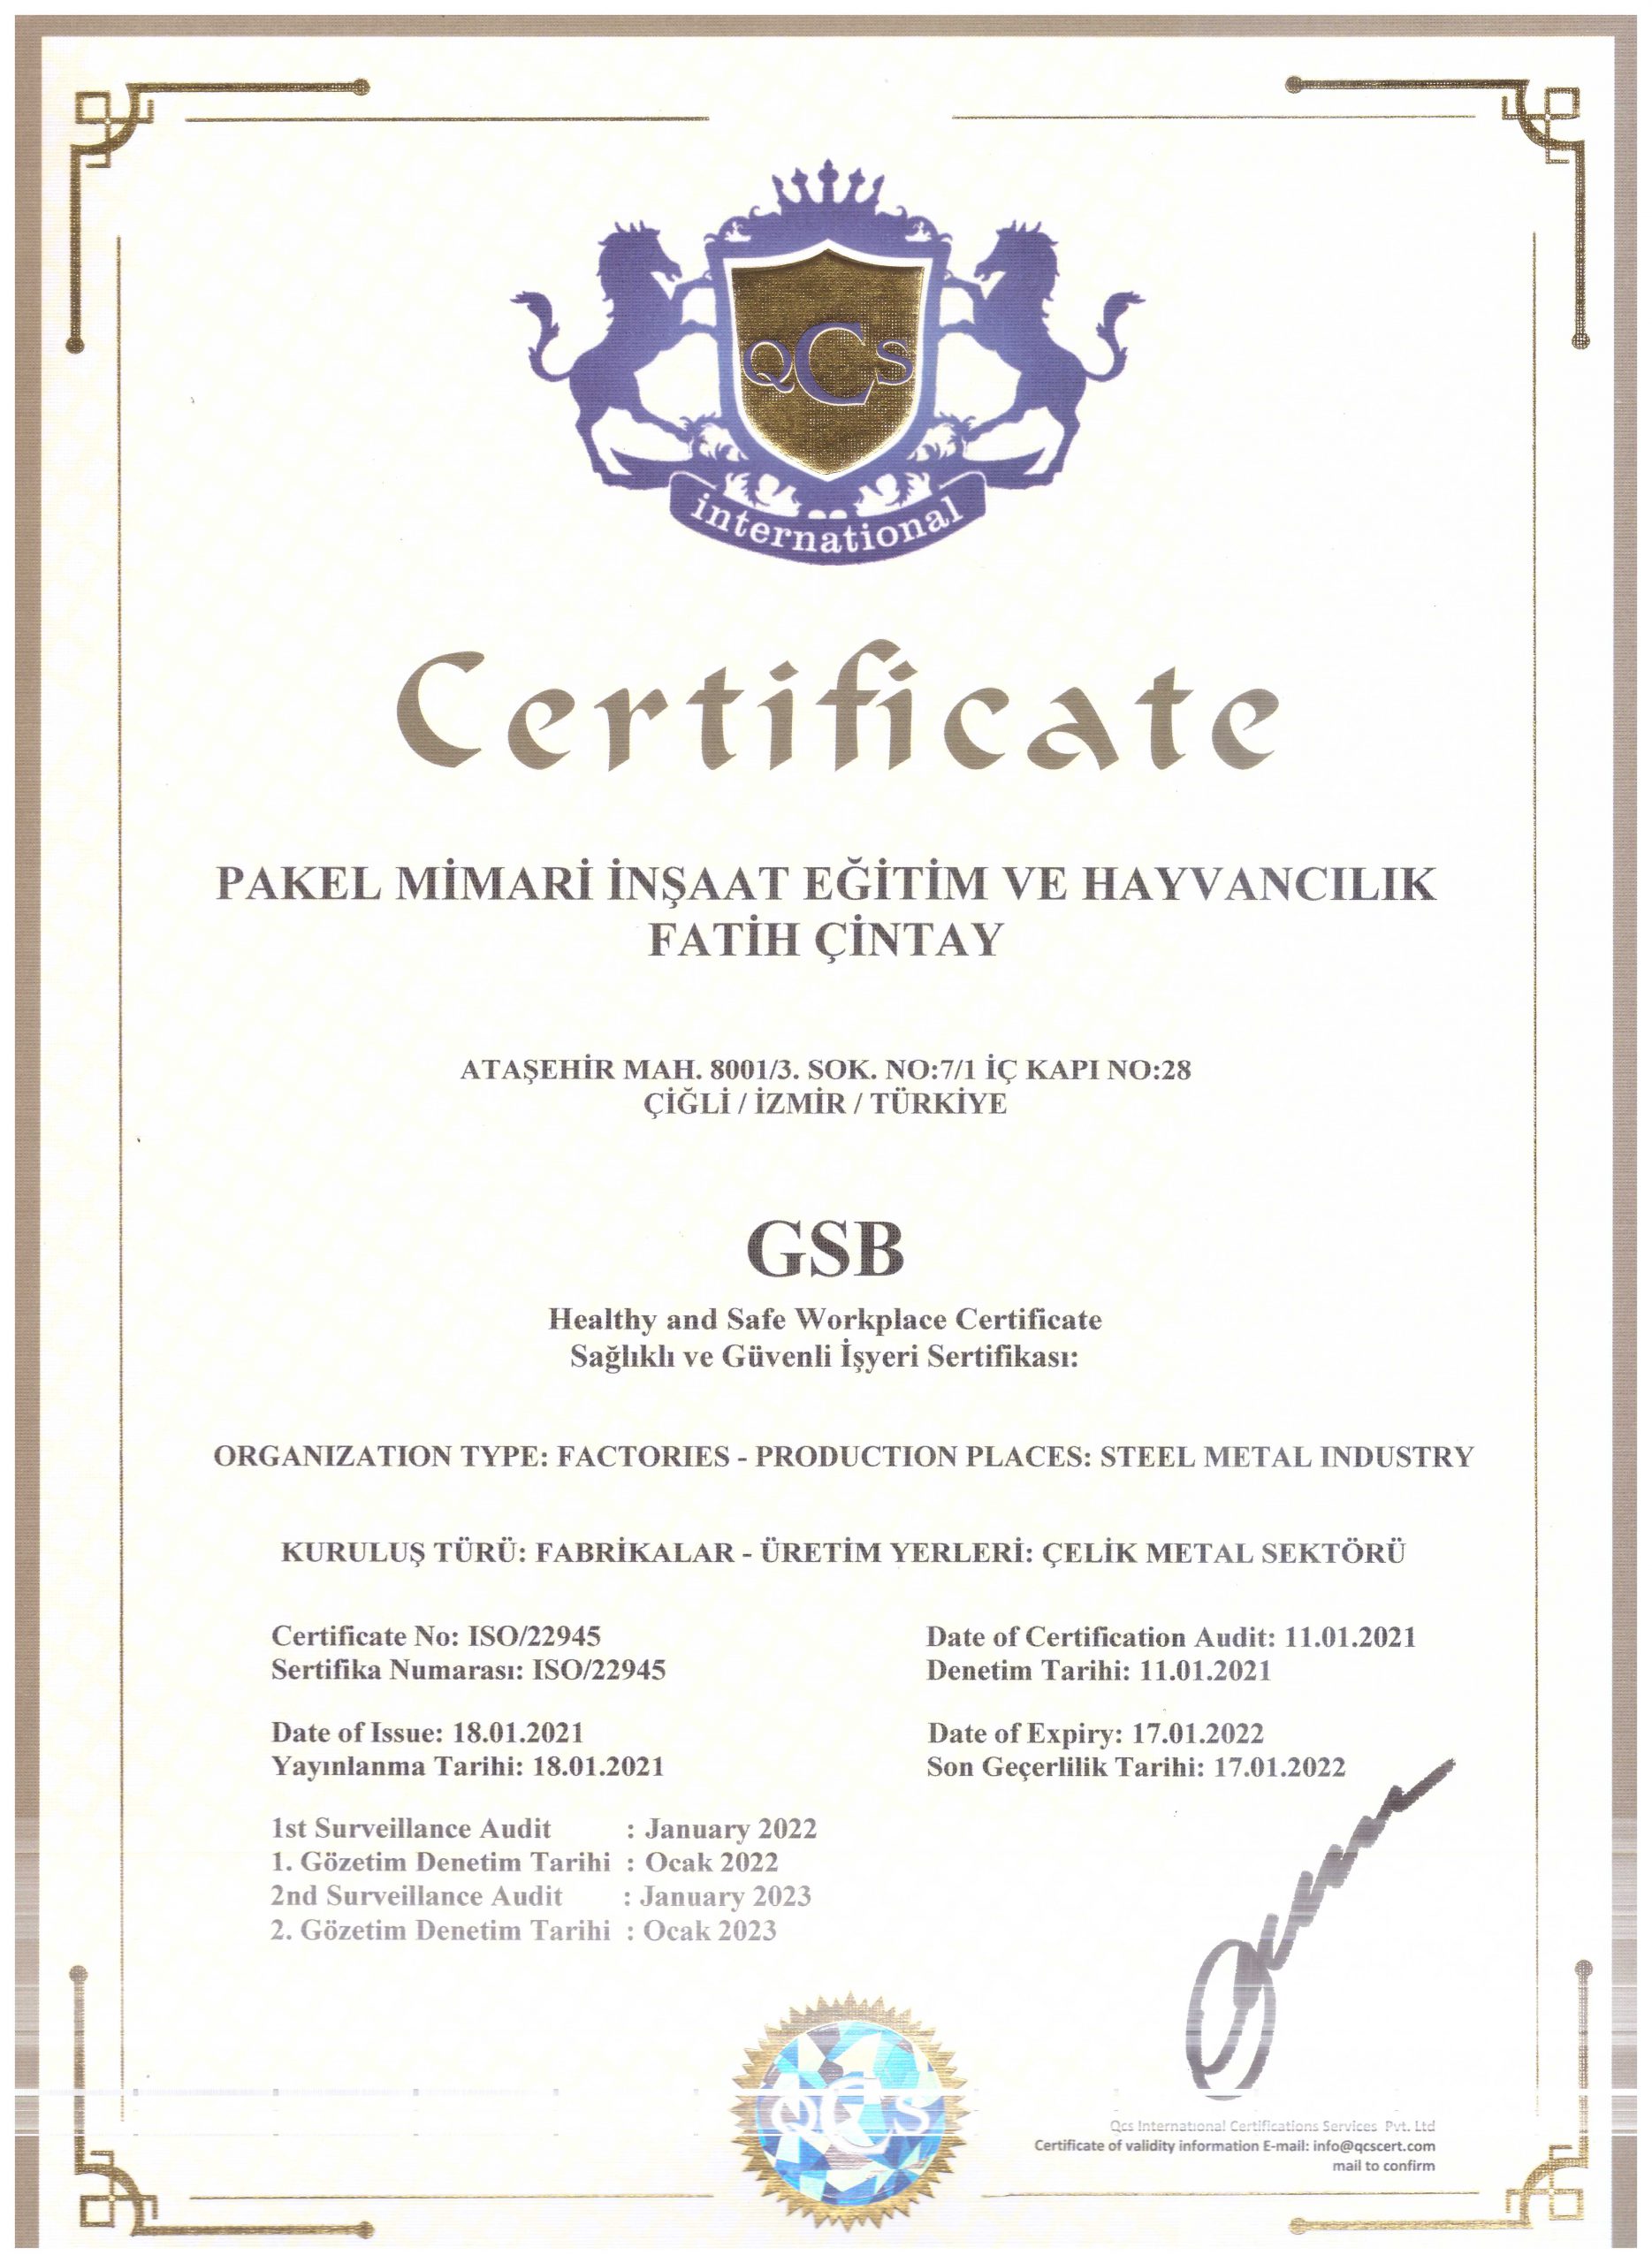 QCS
international
Certificate
PAKEL MİMARİ İNŞAAT EĞİTİM VE HAYVANCILIK
FATİH ÇİNTAY
ATAŞEHİR MAH. 8001/3. SOK. NO:7/1 İÇ KAPI NO:28
ÇİĞLİ / İZMİR / TÜRKİYE
GSB
Healthy and Safe Workplace Certificate
Sağlıklı ve Güvenli İşyeri Sertifikası:
ORGANIZATION TYPE: FACTORIES - PRODUCTION PLACES: STEEL METAL INDUSTRY
KURULUŞ TÜRÜ: FABRİKALAR - ÜRETİM YERLERİ: ÇELİK METAL SEKTÖRÜ
Certificate No: ISO/22945
Sertifika Numarası: ISO/22945
Date of Certification Audit: 11.01.2021
Denetim Tarihi: 11.01.2021
Date of Issue: 18.01.2021
Yayınlanma Tarihi: 18.01.2021
Date of Expiry: 17.01.2022
Son Geçerlilik Tarihi: 17.01.2022
1st Surveillance Audit : January 2022
1. Gözetim Denetim Tarihi : Ocak 2022
2nd Surveillance Audit : January 2023
2. Gözetim Denetim Tarihi : Ocak 2023
QCS
Qcs International Certifications Services Pvt. Ltd
Certificate of validity information E-mail: info@qcscert.com
mail to confirm